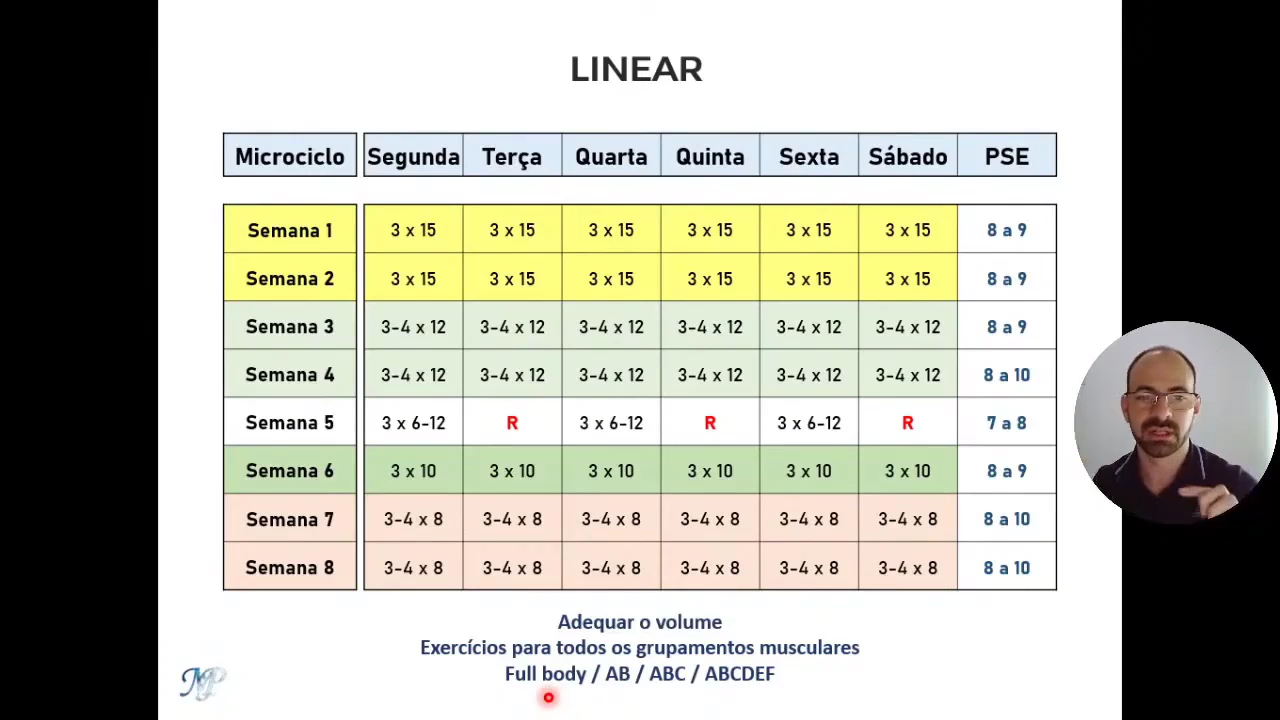 LINEAR
Microciclo Segunda Terça Quarta Quinta Sexta Sábado PSE
Semana 1 3 x 15 3 x 15 3 x 15 3 x 15 3 x 15 3 x 15 8 a 9
Semana 2 3 x 15 3 x 15 3 x 15 3 x 15 3 x 15 3 x 15 8 a 9
Semana 3 3-4 x 12 3-4 x 12 3-4 x 12 3-4 x 12 3-4 x 12 3-4 x 12 8 a 9
Semana 4 3-4 x 12 3-4 x 12 3-4 x 12 3-4 x 12 3-4 x 12 3-4 x 12 8 a 10
Semana 5 3 x 6-12 R 3 x 6-12 R 3 x 6-12 R 7 a 8
Semana 6 3 x 10 3 x 10 3 x 10 3 x 10 3 x 10 3 x 10 8 a 9
Semana 7 3-4 x 8 3-4 x 8 3-4 x 8 3-4 x 8 3-4 x 8 3-4 x 8 8 a 10
Semana 8 3-4 x 8 3-4 x 8 3-4 x 8 3-4 x 8 3-4 x 8 3-4 x 8 8 a 10
Adequar o volume
Exercícios para todos os grupamentos musculares
Full body / AB / ABC / ABCDEF